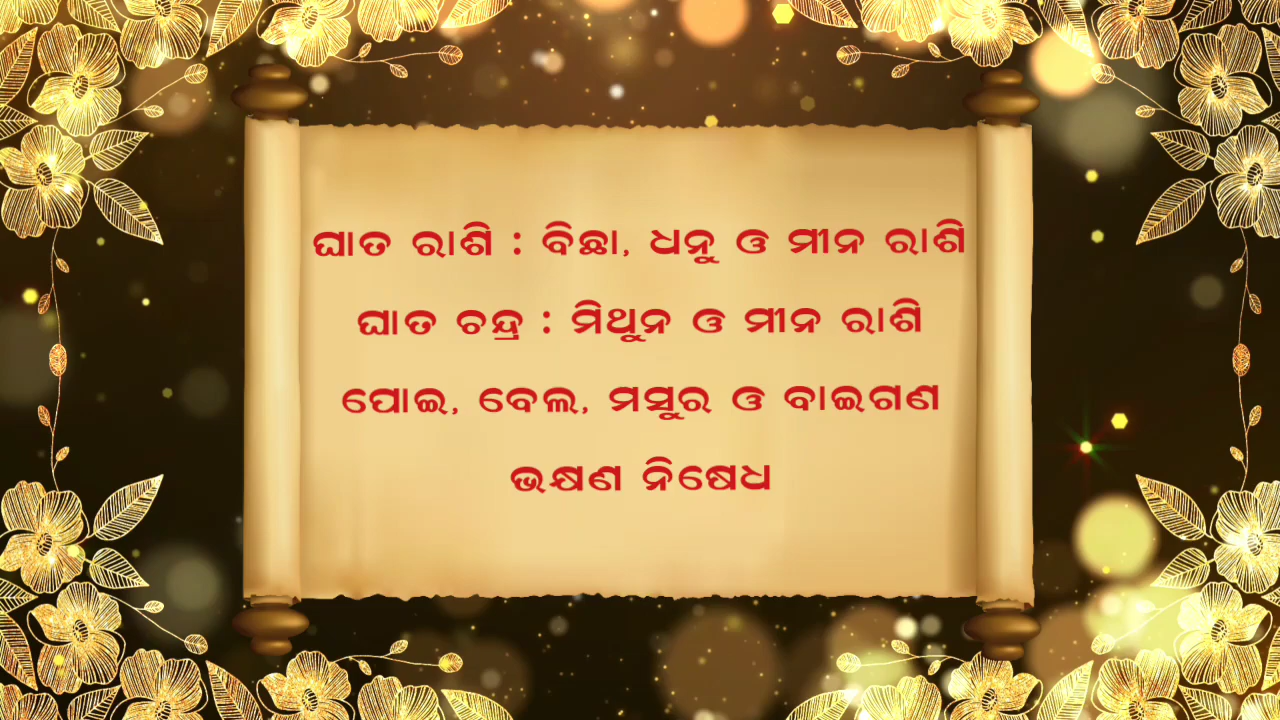 ଘାତ ରାଶି : ବିଛା, ଧନୁ ଓ ମୀନ ରାଶି
ଘାତ ଚନ୍ଦ୍ର : ମିଥୁନ ଓ ମୀନ ରାଶି
ପୋଇ, ବେଲ, ମସୁର ଓ ବାଇଗଣ
ଭକ୍ଷଣ ନିଷେଧ